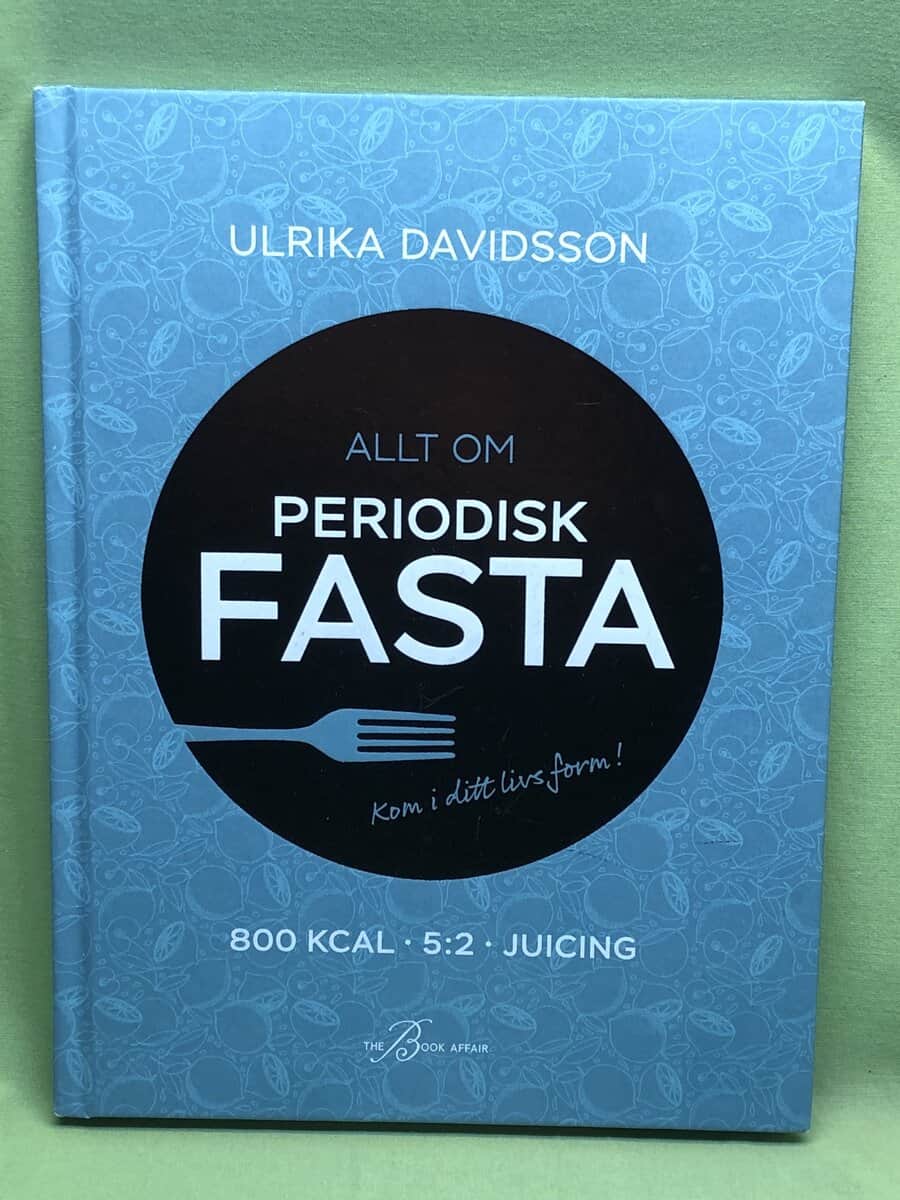 ULRIKA DAVIDSSON
ALLT OM
PERIODISK
FASTA
Kom i ditt livs form!
800 KCAL · 5:2 · JUICING
THE BOOK AFFAIR